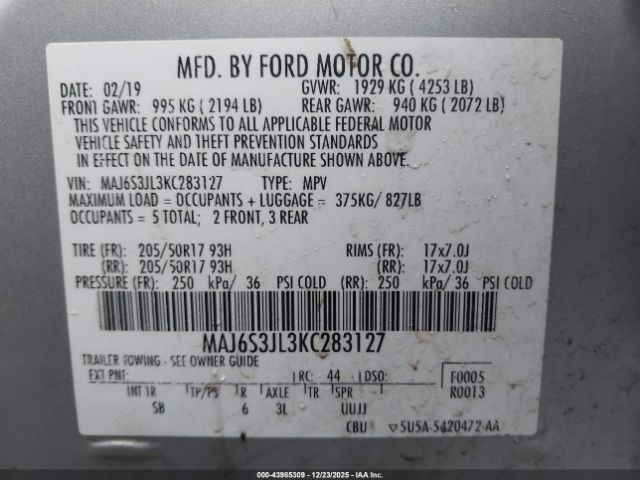 MFD. BY FORD MOTOR CO.
DATE: 02/19 GVWR: 1929 KG ( 4253 LB)
FRONT GAWR: 995 KG ( 2194 LB) REAR GAWR: 940 KG ( 2072 LB)
THIS VEHICLE CONFORMS TO ALL APPLICABLE FEDERAL MOTOR
VEHICLE SAFETY AND THEFT PREVENTION STANDARDS
IN EFFECT ON THE DATE OF MANUFACTURE SHOWN ABOVE.
VIN: MAJ6S3JL3KC283127 TYPE: MPV
MAXIMUM LOAD = OCCUPANTS + LUGGAGE = 375KG/ 827LB
OCCUPANTS = 5 TOTAL; 2 FRONT, 3 REAR
TIRE (FR): 205/50R17 93H RIMS (FR): 17x7.0J
(RR): 205/50R17 93H (RR): 17x7.0J
PRESSURE (FR): 250 kPa/ 36 PSI COLD (RR): 250 kPa/ 36 PSI COLD
MAJ6S3JL3KC283127
TRAILER TOWING - SEE OWNER GUIDE
EXT PNT: RC: 44 DSO: F0005
INT TR TP/PS R AXLE TR SPR R0013
SB 6 3L UUJJ
CBU ▽5U5A-5420472-AA
000-43985309 - 12/23/2025 - IAAI.com